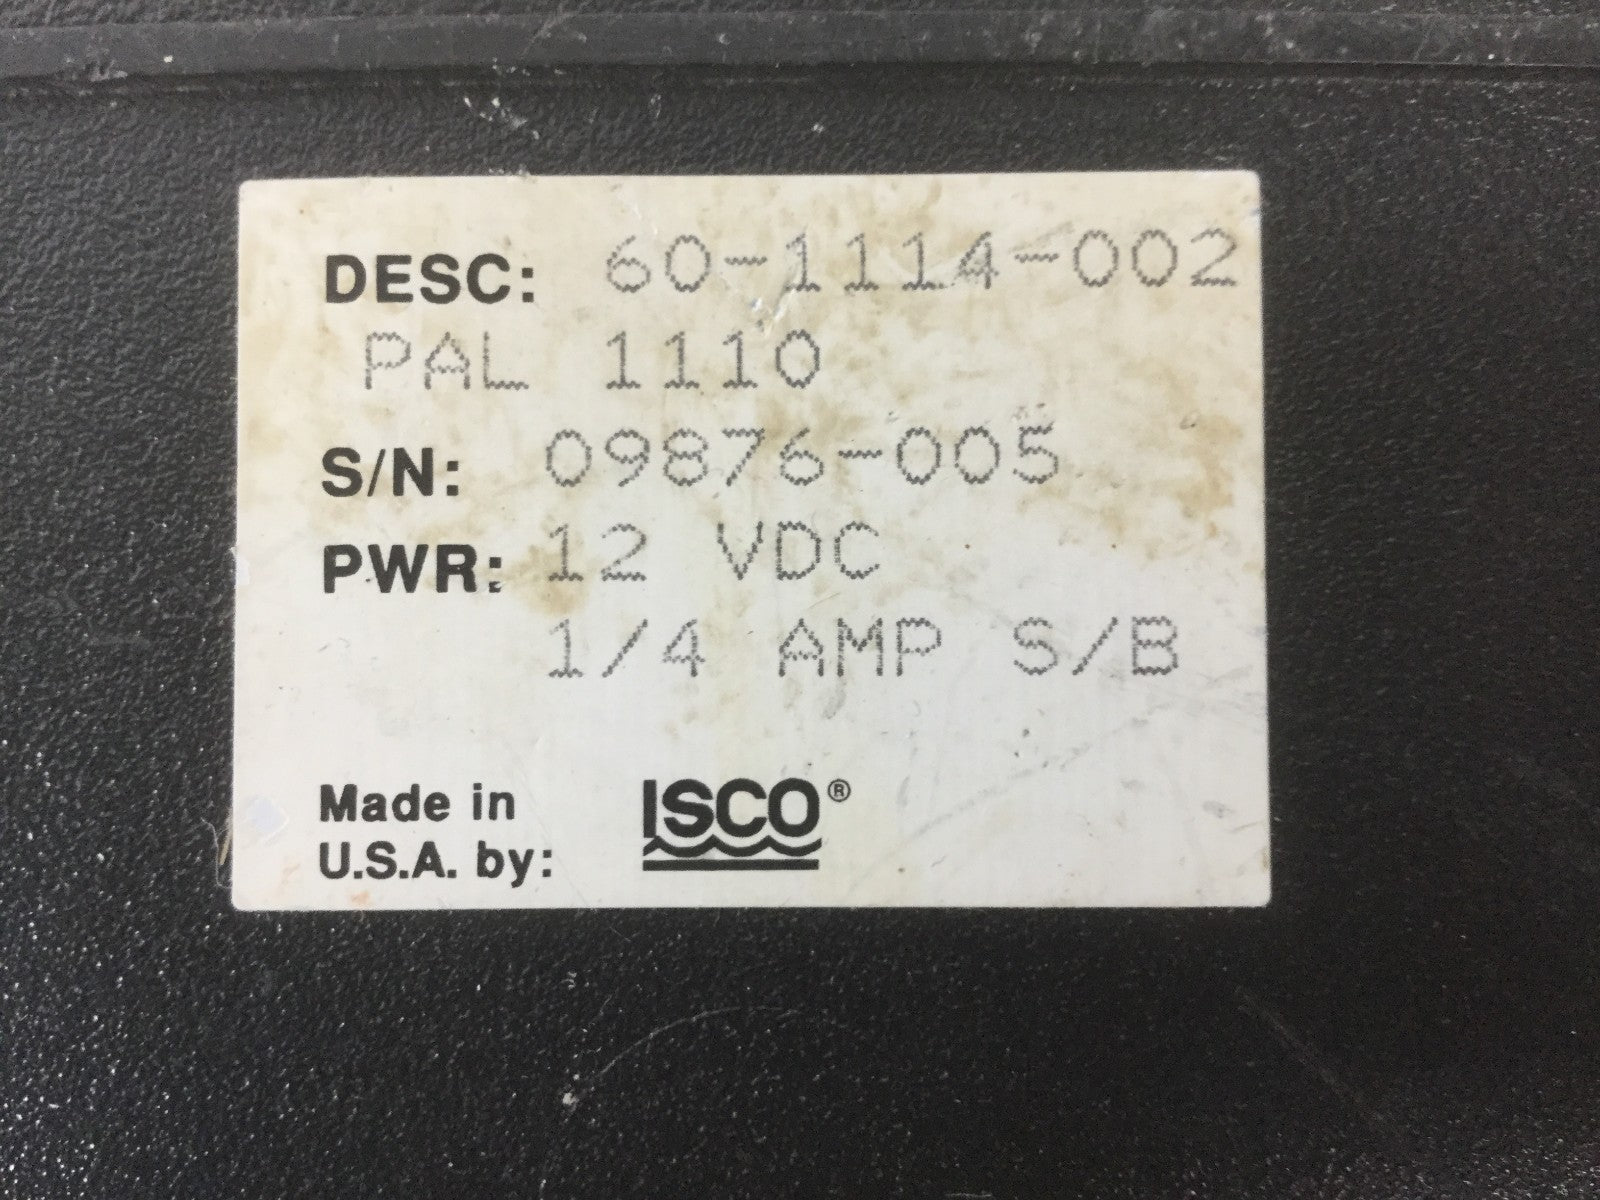 DESC: 60-1114-002
PAL 1110
S/N: 09876-005
PWR: 12 VDC
1/4 AMP S/B
Made in
U.S.A. by:
ISCO®